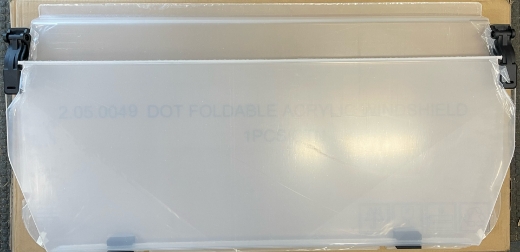 2.05.0049 DOT FOLDABLE ACRYLIC WINDSHIELD
1PCS